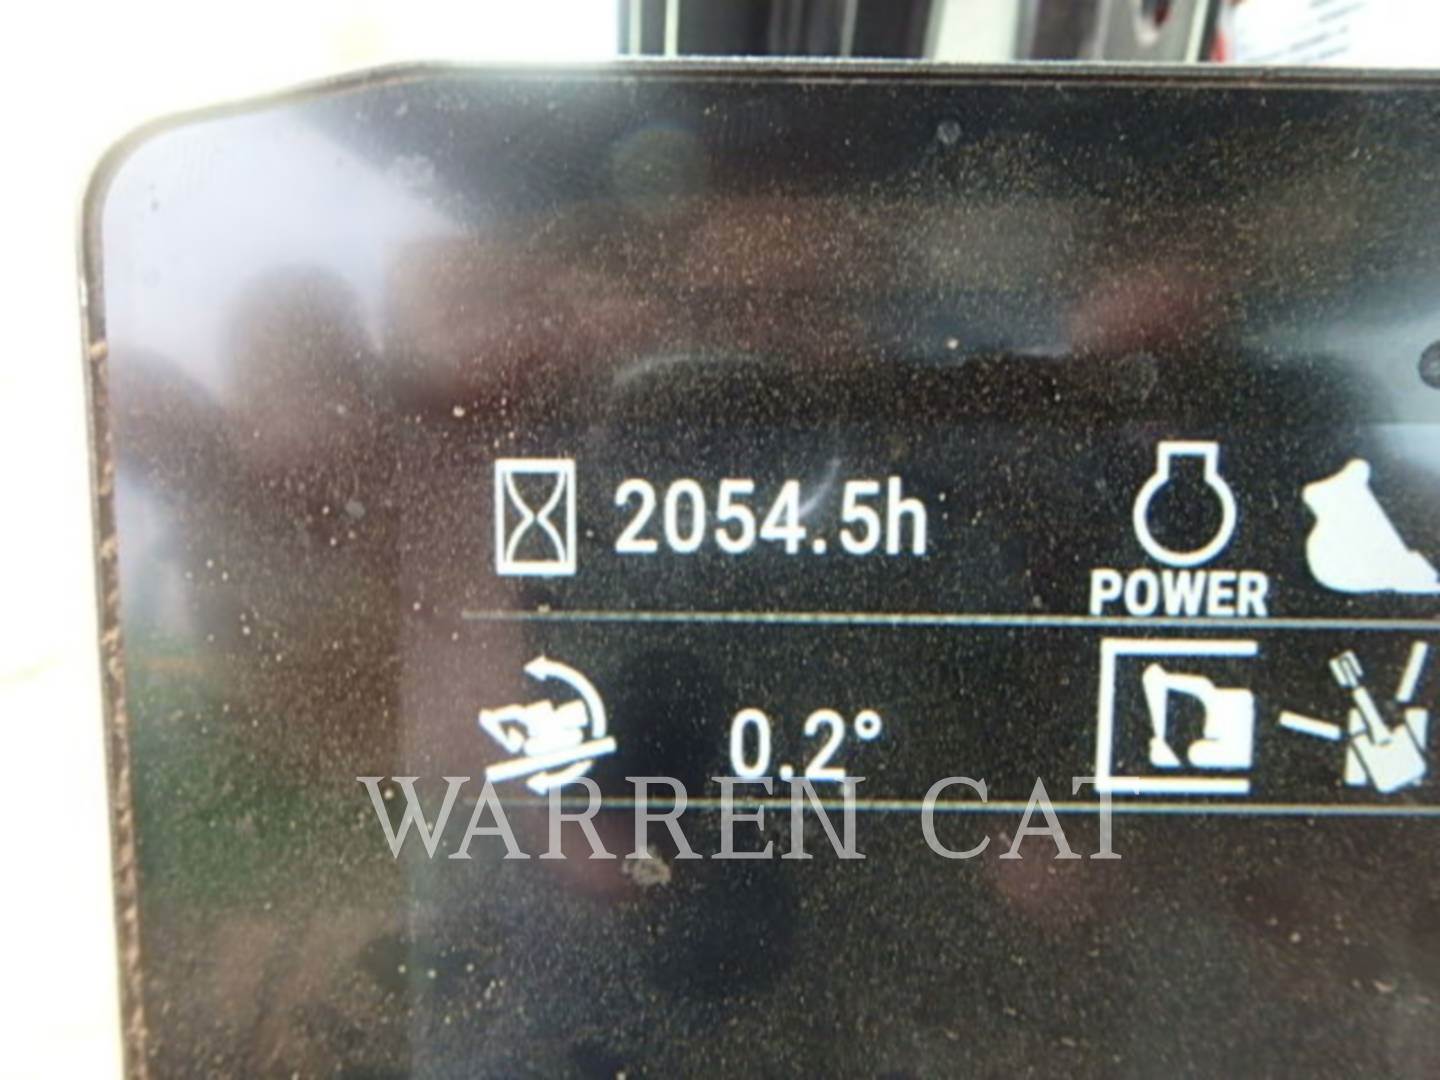 2054.5h
POWER
0.2°
WARREN CAT